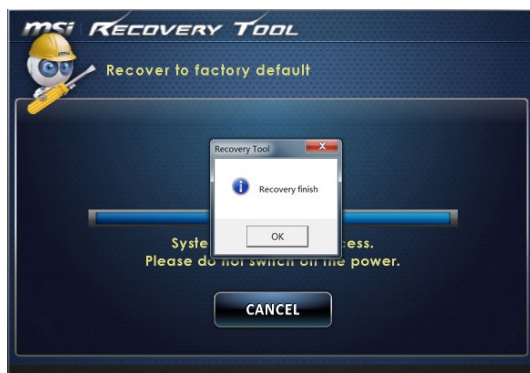 msi RECOVERY TOOL
Recover to factory default
Recovery Tool
Recovery finish
OK
Syste cess.
Please do not switch off the power.
CANCEL